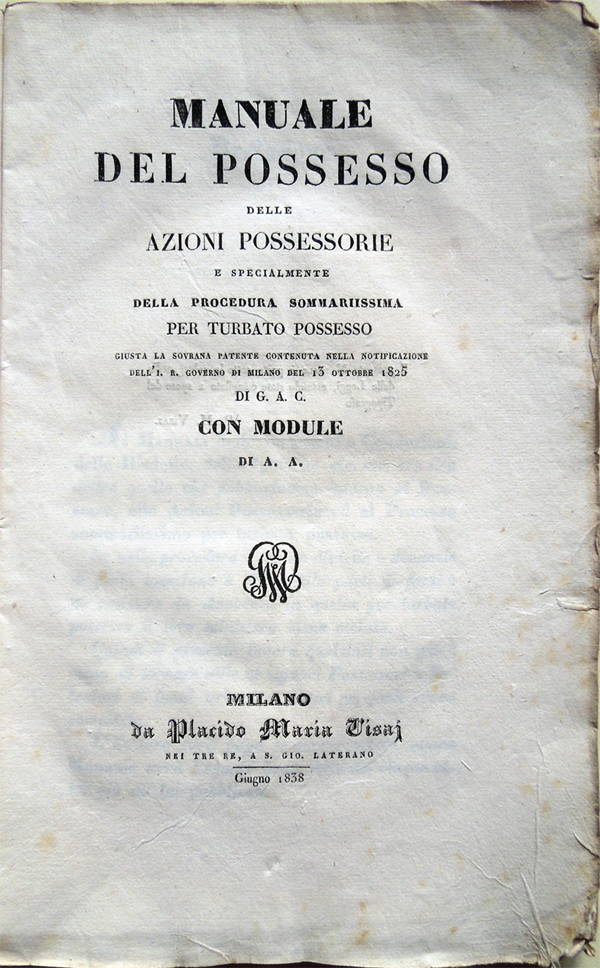 MANUALE
DEL POSSESSO
DELLE
AZIONI POSSESSORIE
E SPECIALMENTE
DELLA PROCEDURA SOMMARIISSIMA
PER TURBATO POSSESSO
GIUSTA LA SOVRANA PATENTE CONTENUTA NELLA NOTIFICAZIONE
DELL'I. R. GOVERNO DI MILANO DEL 13 OTTOBRE 1825
DI G. A. C.
CON MODULE
DI A. A.
MILANO
da Placido Maria Visaj
NEI TRE RE, A S. GIO. LATERANO
Giugno 1838